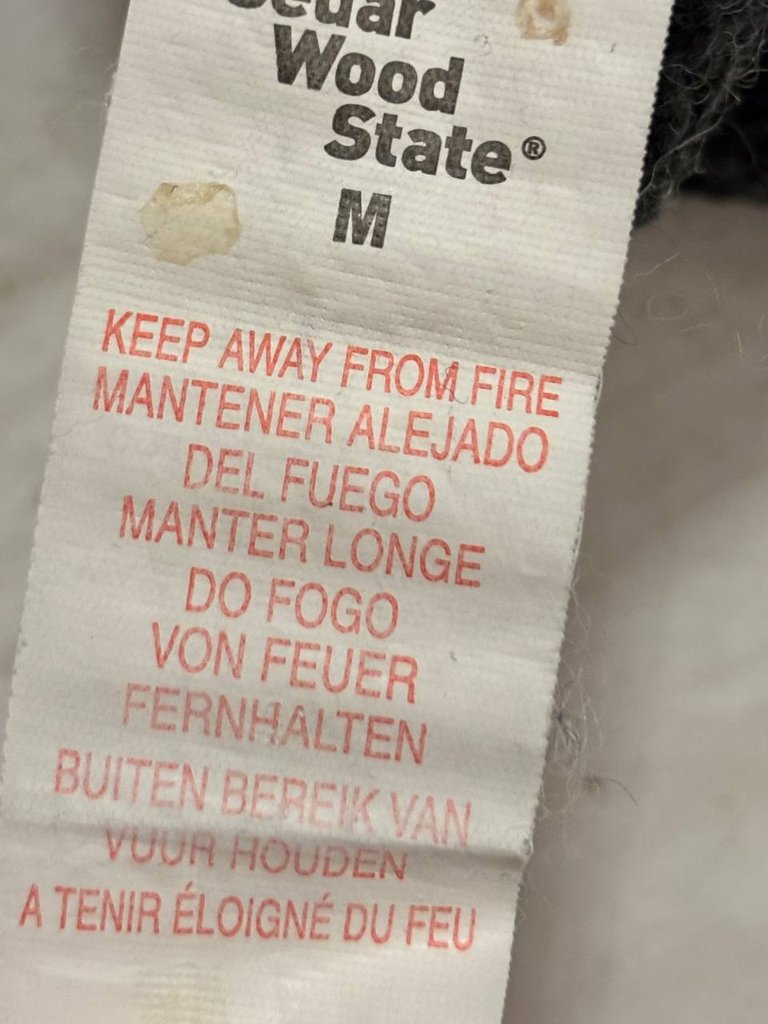 Cedar
Wood
State®
M
KEEP AWAY FROM FIRE
MANTENER ALEJADO
DEL FUEGO
MANTER LONGE
DO FOGO
VON FEUER
FERNHALTEN
BUITEN BEREIK VAN
VUUR HOUDEN
A TENIR ÉLOIGNÉ DU FEU